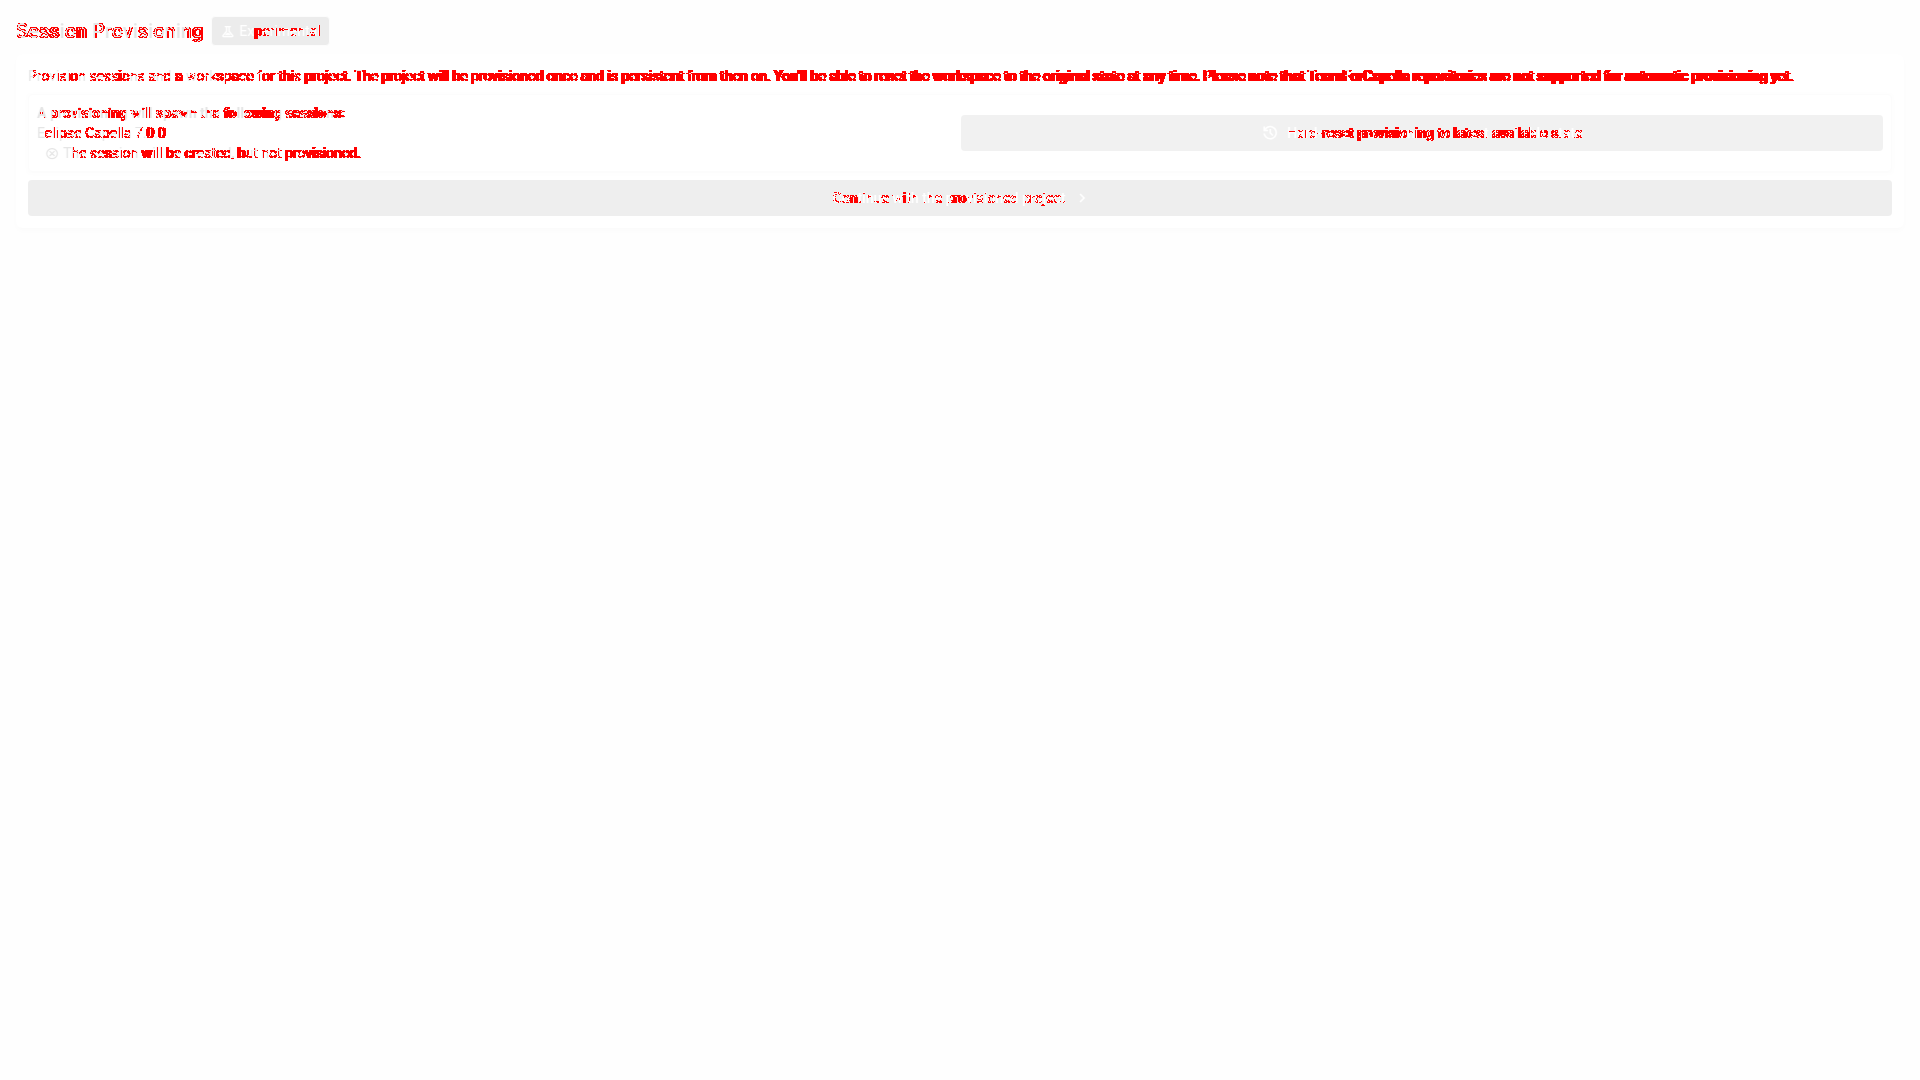 Session Provisioning
Experimental
Provision sessions and a workspace for this project. The project will be provisioned once and is persistent from then on. You'll be able to reset the workspace to the original state at any time. Please note that TeamForCapella repositories are not supported for automatic provisioning yet.
A provisioning will spawn the following sessions:
Eclipse Capella 7.0.0
The session will be created, but not provisioned.
reset provisioning to latest available state
Continue with the provisioned project